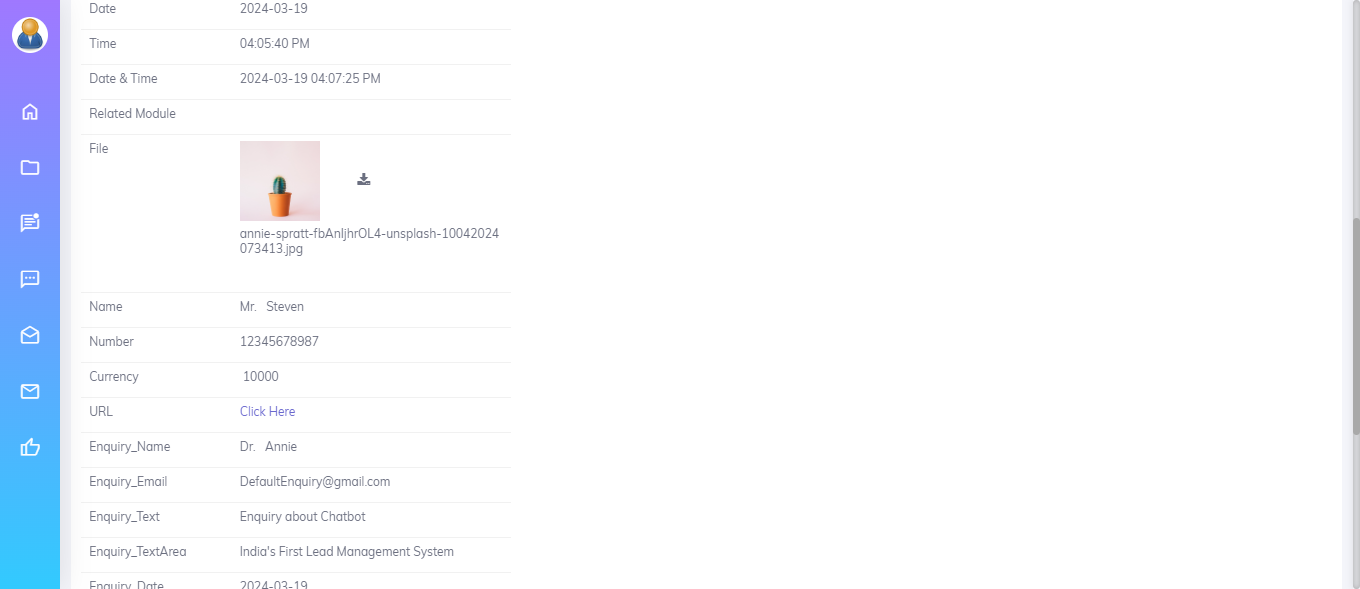 Date 2024-03-19
Time 04:05:40 PM
Date & Time 2024-03-19 04:07:25 PM
Related Module
File
annie-spratt-fbAnIjhrOL4-unsplash-10042024
073413.jpg
Name Mr. Steven
Number 12345678987
Currency 10000
URL Click Here
Enquiry_Name Dr. Annie
Enquiry_Email DefaultEnquiry@gmail.com
Enquiry_Text Enquiry about Chatbot
Enquiry_TextArea India's First Lead Management System
Enquiry_Date 2024-03-19